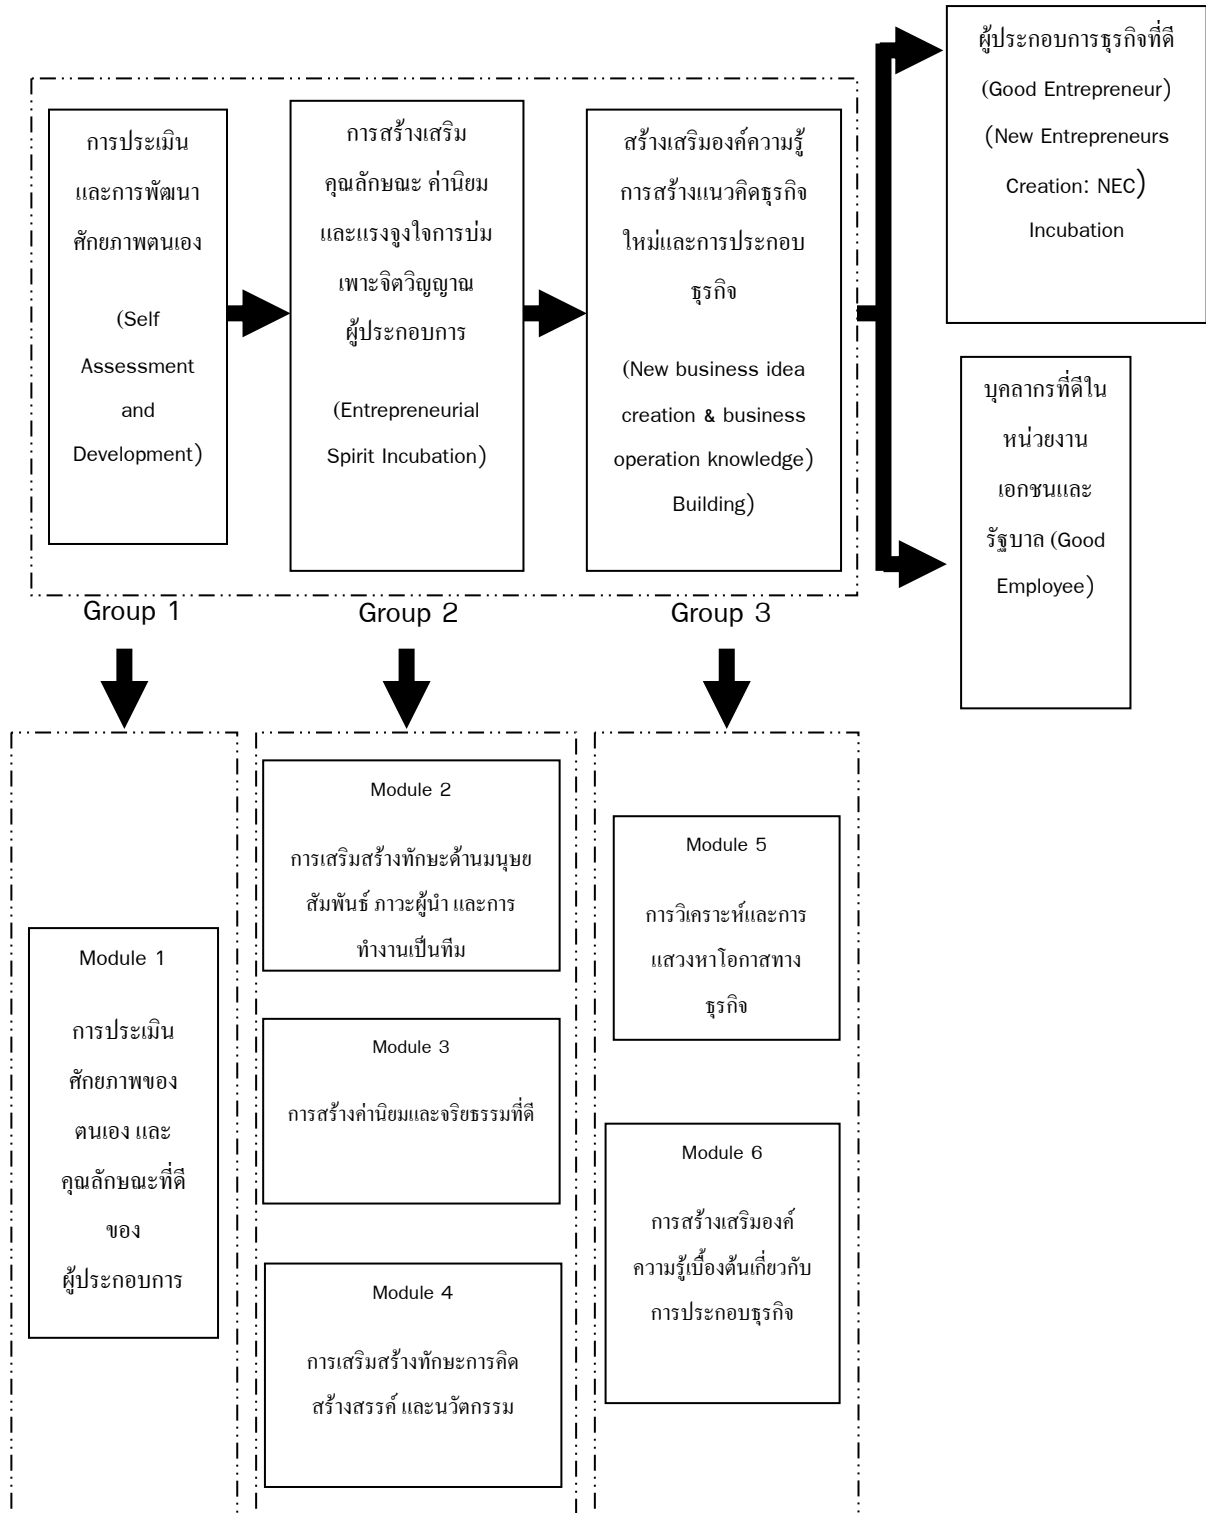 การประเมิน
และการพัฒนา
ศักยภาพตนเอง
(Self
Assessment
and
Development)
การสร้างเสริม
คุณลักษณะ ค่านิยม
และแรงจูงใจการบ่ม
เพาะจิตวิญญาณ
ผู้ประกอบการ
(Entrepreneurial
Spirit Incubation)
สร้างเสริมองค์ความรู้
การสร้างแนวคิดธุรกิจ
ใหม่และการประกอบ
ธุรกิจ
(New business idea
creation & business
operation knowledge)
Building)
ผู้ประกอบการธุรกิจที่ดี
(Good Entrepreneur)
(New Entrepreneurs
Creation: NEC)
Incubation
บุคลากรที่ดีใน
หน่วยงาน
เอกชนและ
รัฐบาล (Good
Employee)
Group 1
Group 2
Group 3
Module 1
การประเมิน
ศักยภาพของ
ตนเอง และ
คุณลักษณะที่ดี
ของ
ผู้ประกอบการ
Module 2
การเสริมสร้างทักษะด้านมนุษย
สัมพันธ์ ภาวะผู้นำ และการ
ทำงานเป็นทีม
Module 3
การสร้างค่านิยมและจริยธรรมที่ดี
Module 4
การเสริมสร้างทักษะการคิด
สร้างสรรค์ และนวัตกรรม
Module 5
การวิเคราะห์และการ
แสวงหาโอกาสทาง
ธุรกิจ
Module 6
การสร้างเสริมองค์
ความรู้เบื้องต้นเกี่ยวกับ
การประกอบธุรกิจ